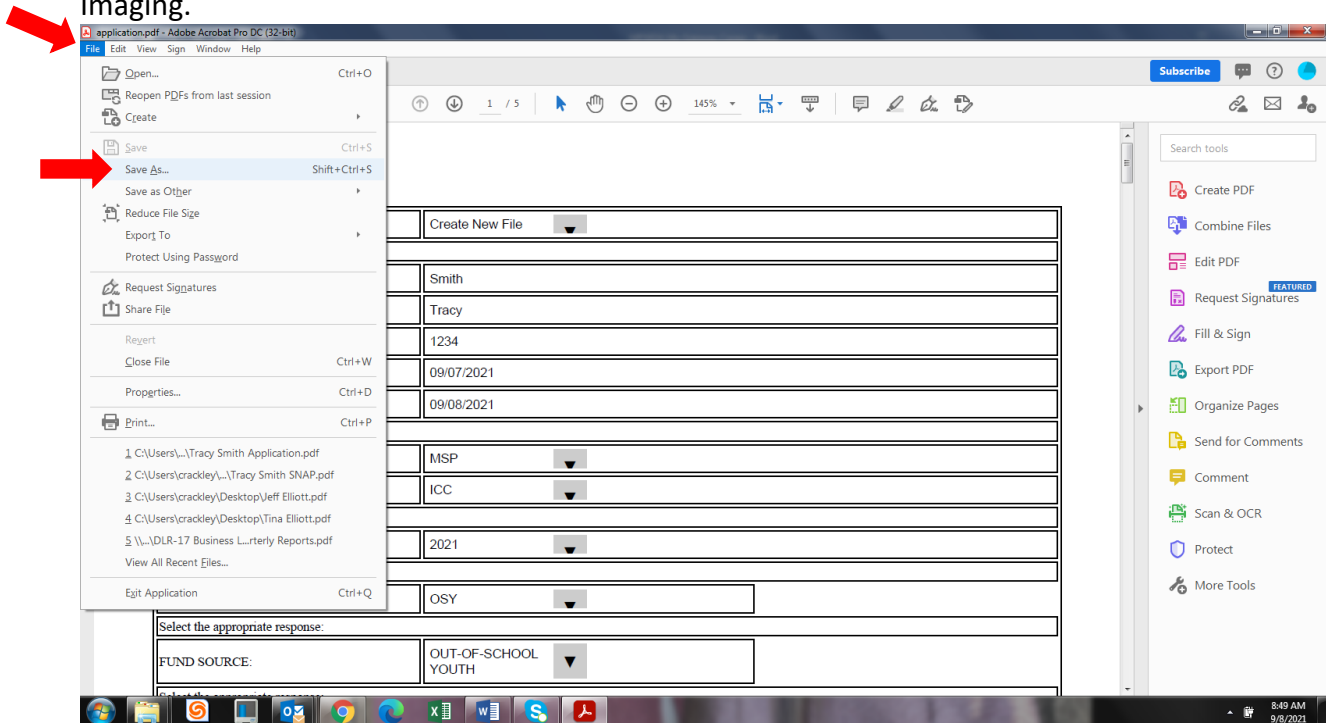 Imaging.
application.pdf - Adobe Acrobat Pro DC (32-bit)
File Edit View Sign Window Help
Subscribe
1 / 5
145%
Open... Ctrl+O
Reopen PDFs from last session
Create
Save Ctrl+S
Save As... Shift+Ctrl+S
Save as Other
Reduce File Size
Export To
Protect Using Password
Request Signatures
Share File
Revert
Close File Ctrl+W
Properties... Ctrl+D
Print... Ctrl+P
1 C:\Users\...\Tracy Smith Application.pdf
2 C:\Users\crackley\...\Tracy Smith SNAP.pdf
3 C:\Users\crackley\Desktop\Jeff Elliott.pdf
4 C:\Users\crackley\Desktop\Tina Elliott.pdf
5 \\...\DLR-17 Business L...rterly Reports.pdf
View All Recent Files...
Exit Application Ctrl+Q
Create New File
Smith
Tracy
1234
09/07/2021
09/08/2021
MSP
ICC
2021
OSY
Select the appropriate response:
FUND SOURCE:
OUT-OF-SCHOOL
YOUTH
Select the appropriate response:
Search tools
Create PDF
Combine Files
Edit PDF
FEATURED
Request Signatures
Fill & Sign
Export PDF
Organize Pages
Send for Comments
Comment
Scan & OCR
Protect
More Tools
8:49 AM
9/8/2021